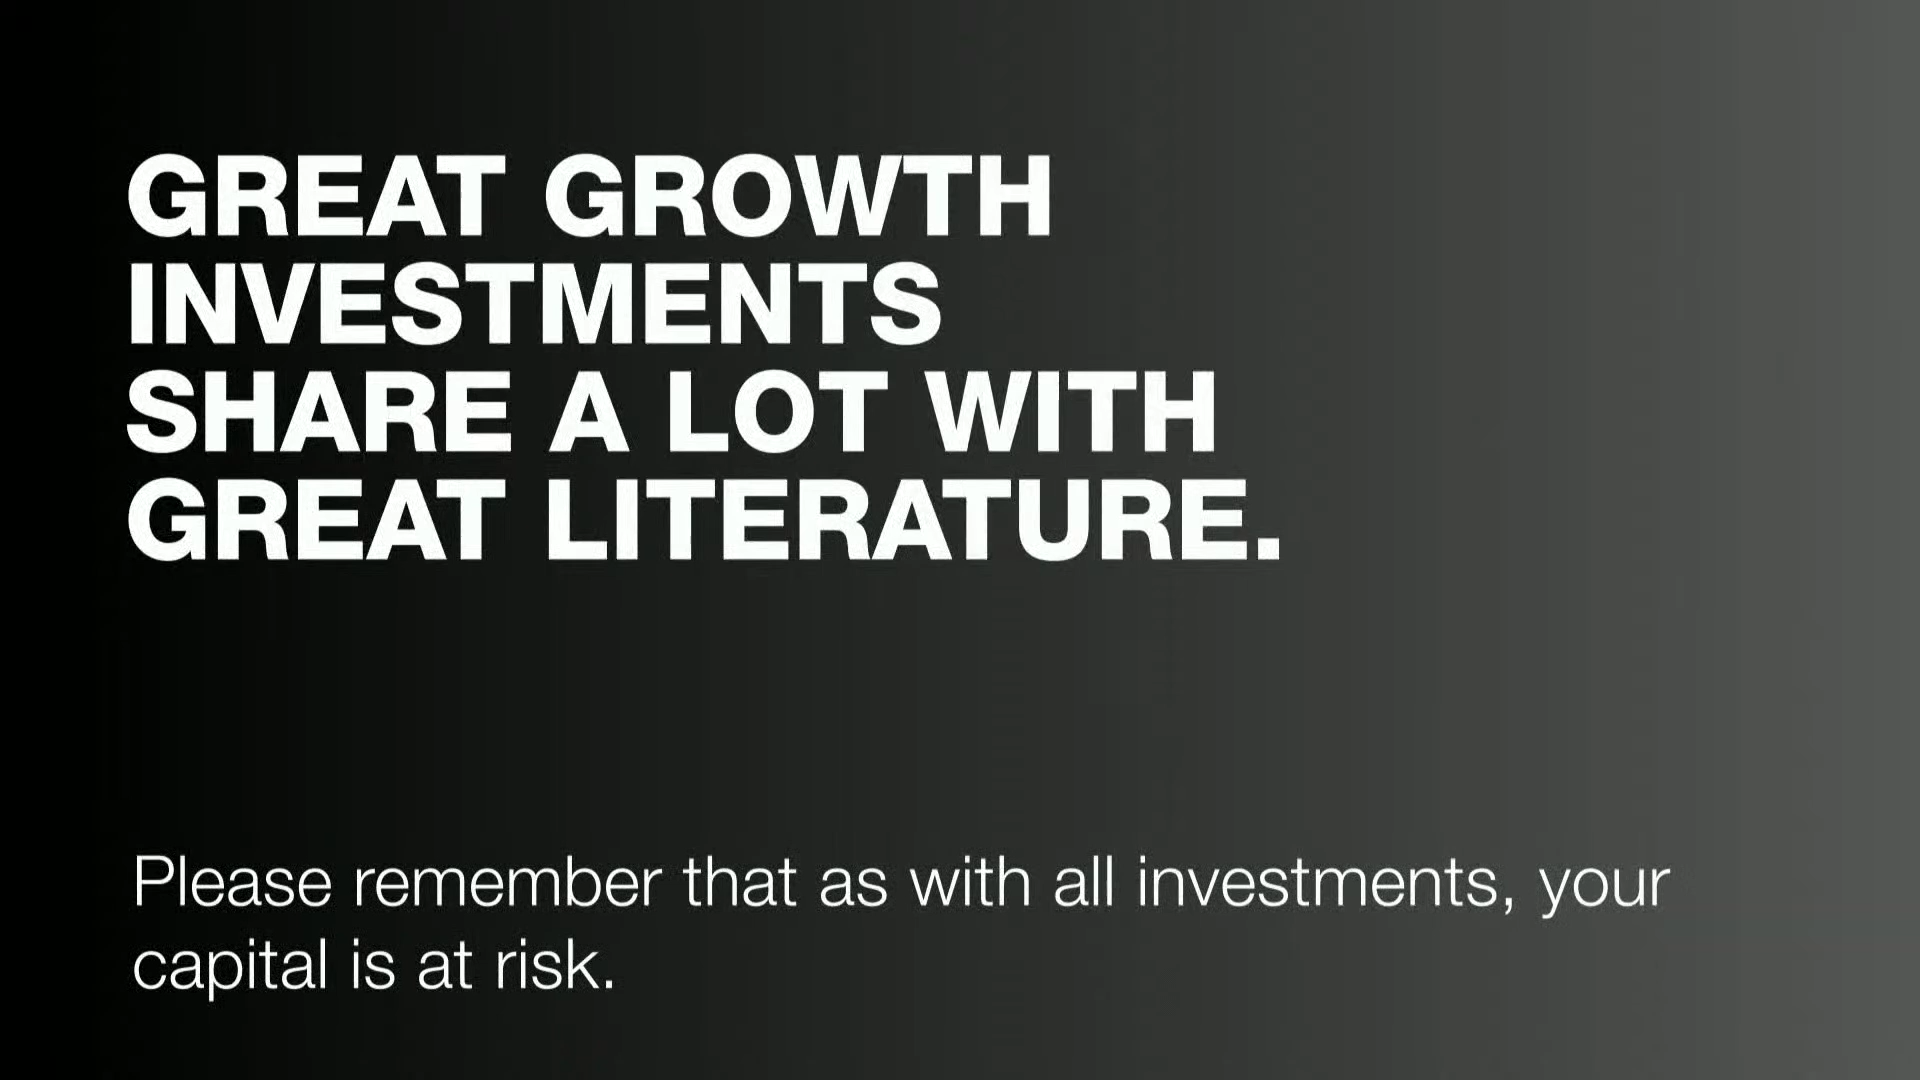 GREAT GROWTH
INVESTMENTS
SHARE A LOT WITH
GREAT LITERATURE.
Please remember that as with all investments, your
capital is at risk.